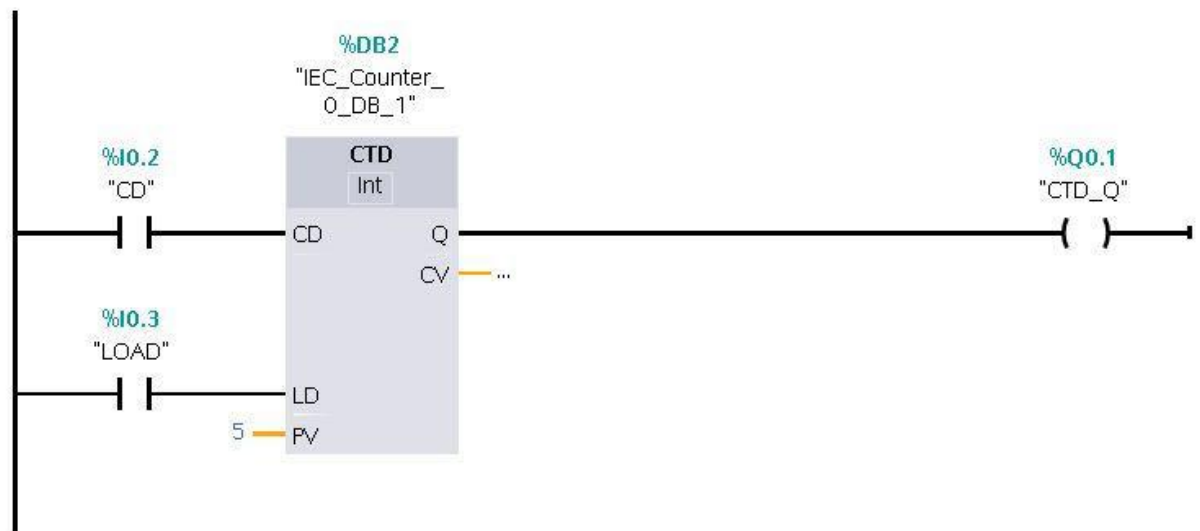 %DB2
"IEC_Counter_
0_DB_1"
%I0.2
"CD"
CTD
Int
%Q0.1
"CTD_Q"
CD Q
CV ...
%I0.3
"LOAD"
LD
5 PV